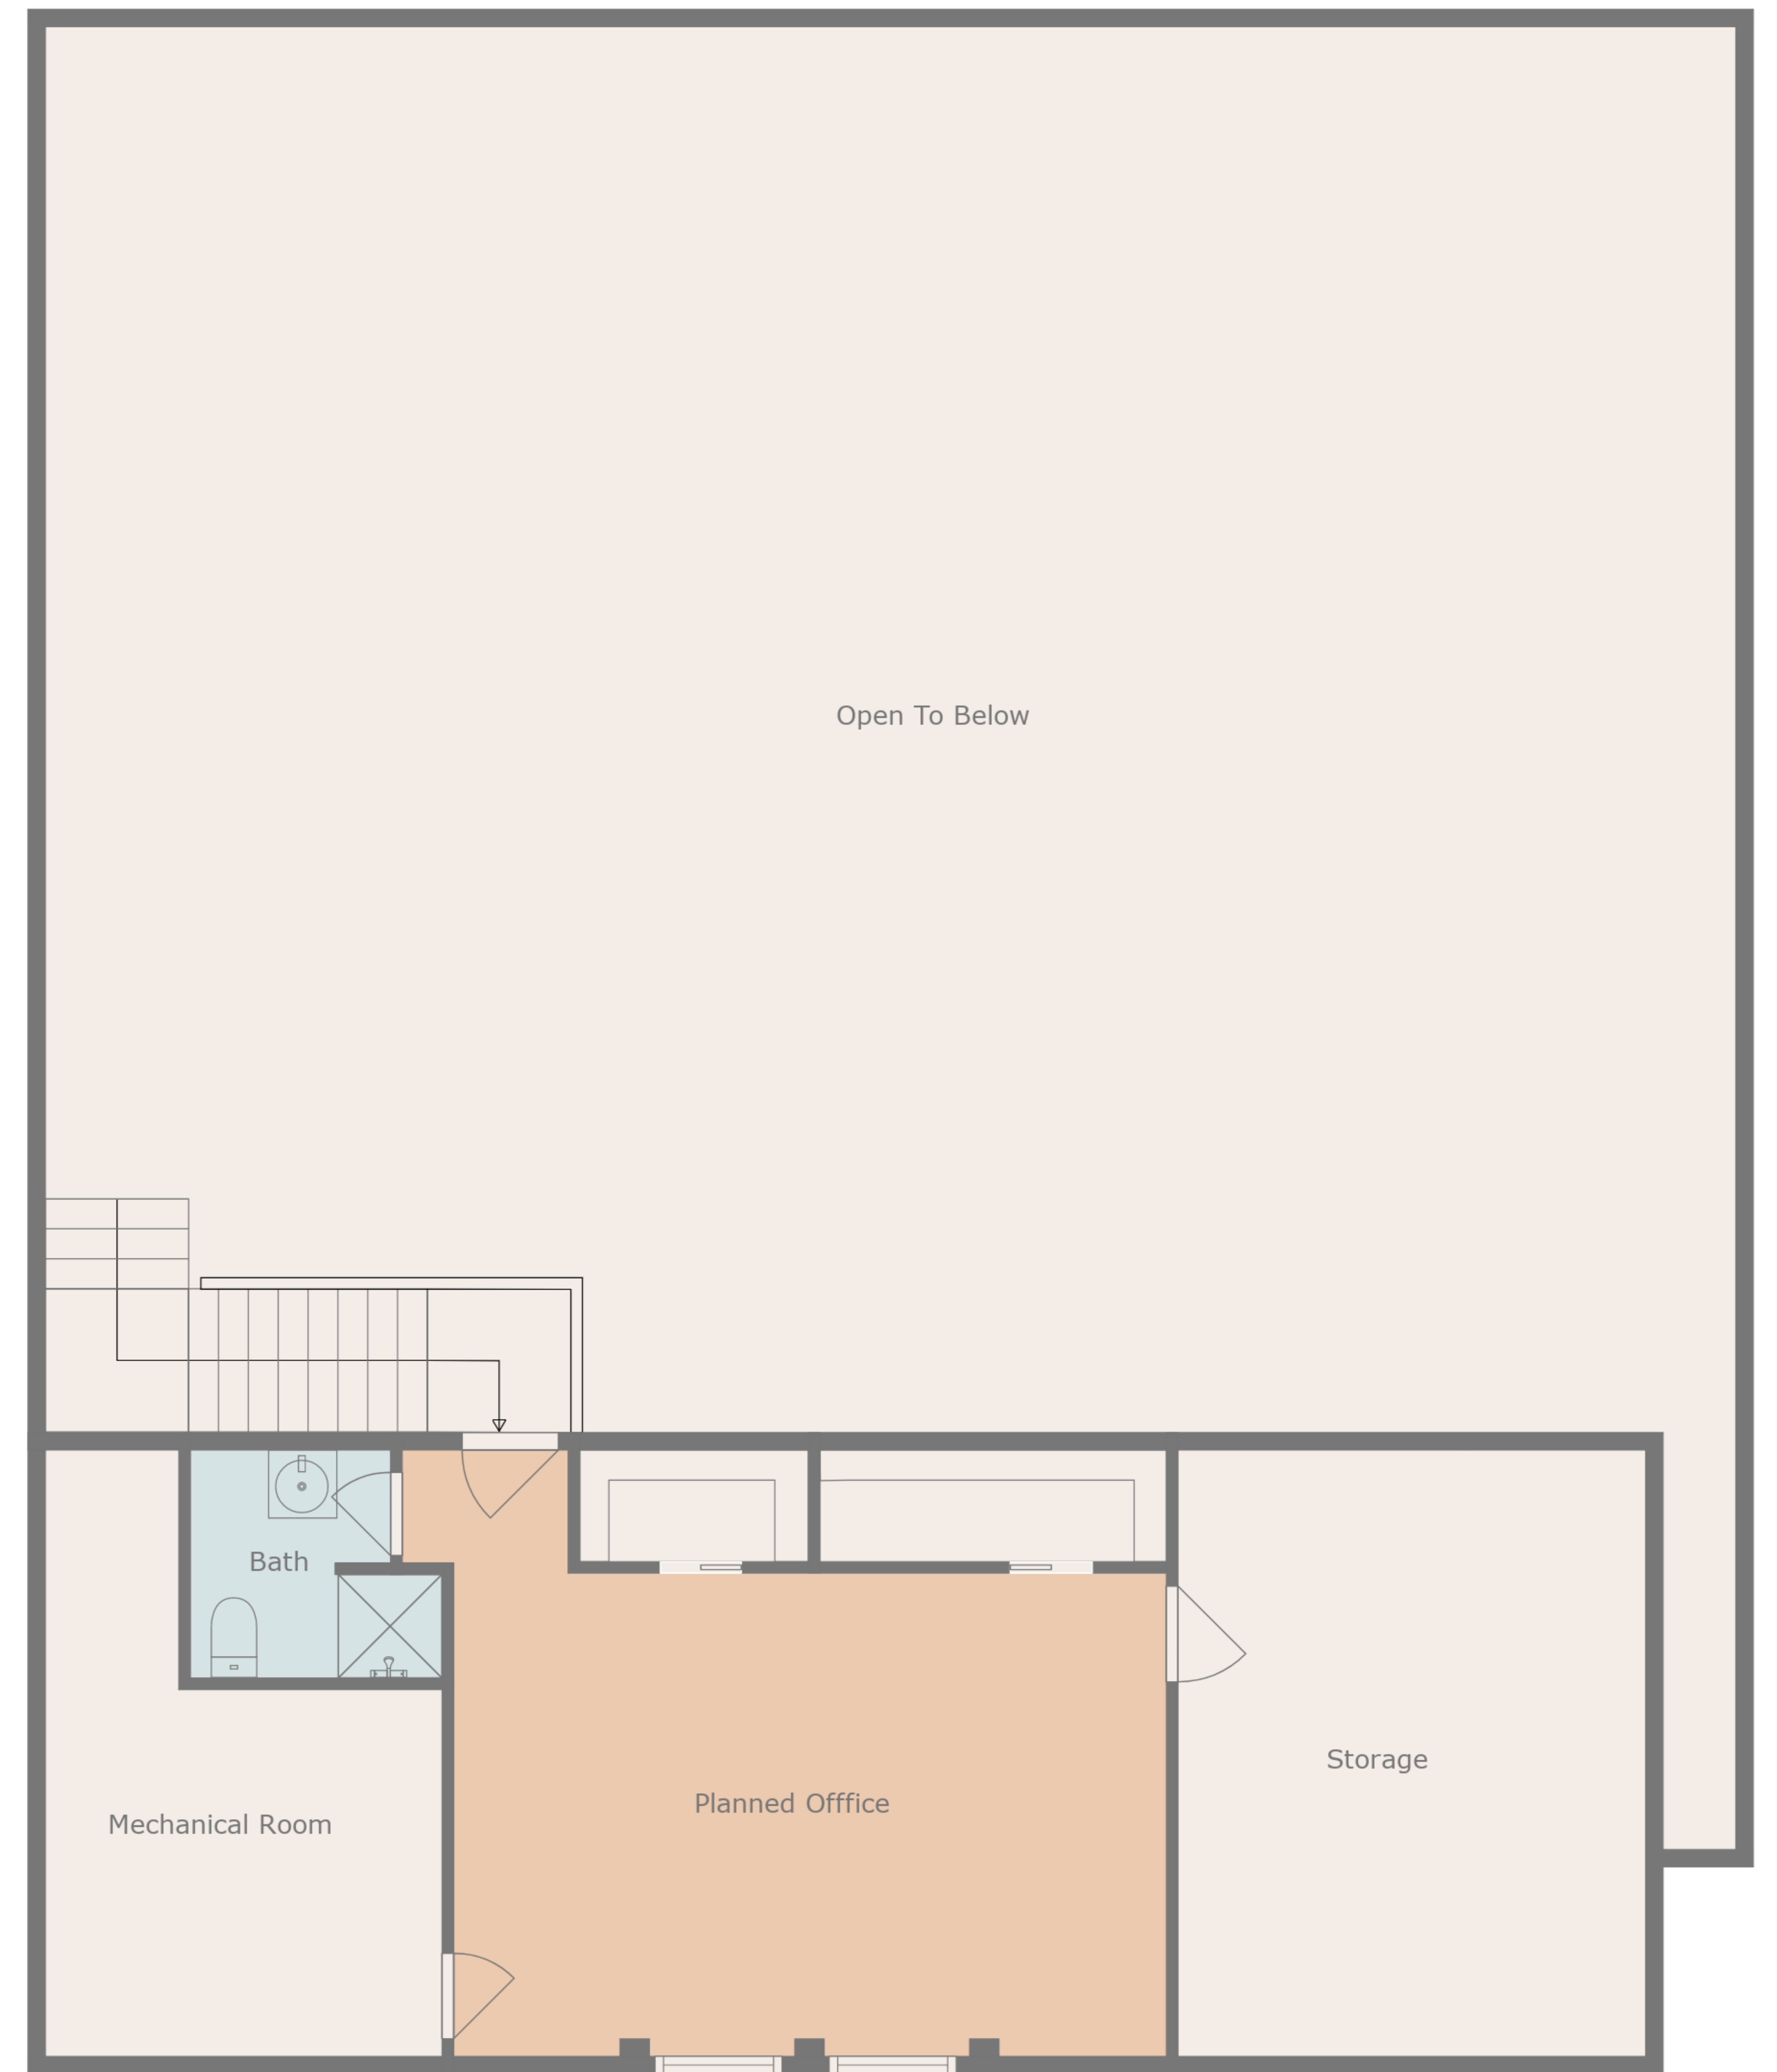 Open To Below
Bath
Storage
Planned Offfice
Mechanical Room